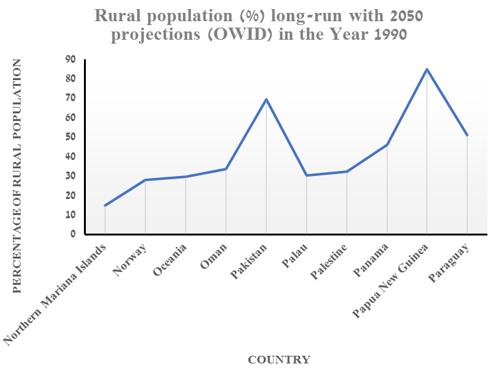 Rural population (%) long-run with 2050
projections (OWID) in the Year 1990
PERCENTAGE OF RURAL POPULATION
90
80
70
60
50
40
30
20
10
0
Northern Mariana Islands
Norway
Oceania
Oman
Pakistan
Palau
Palestine
Panama
Papua New Guinea
Paraguay
COUNTRY